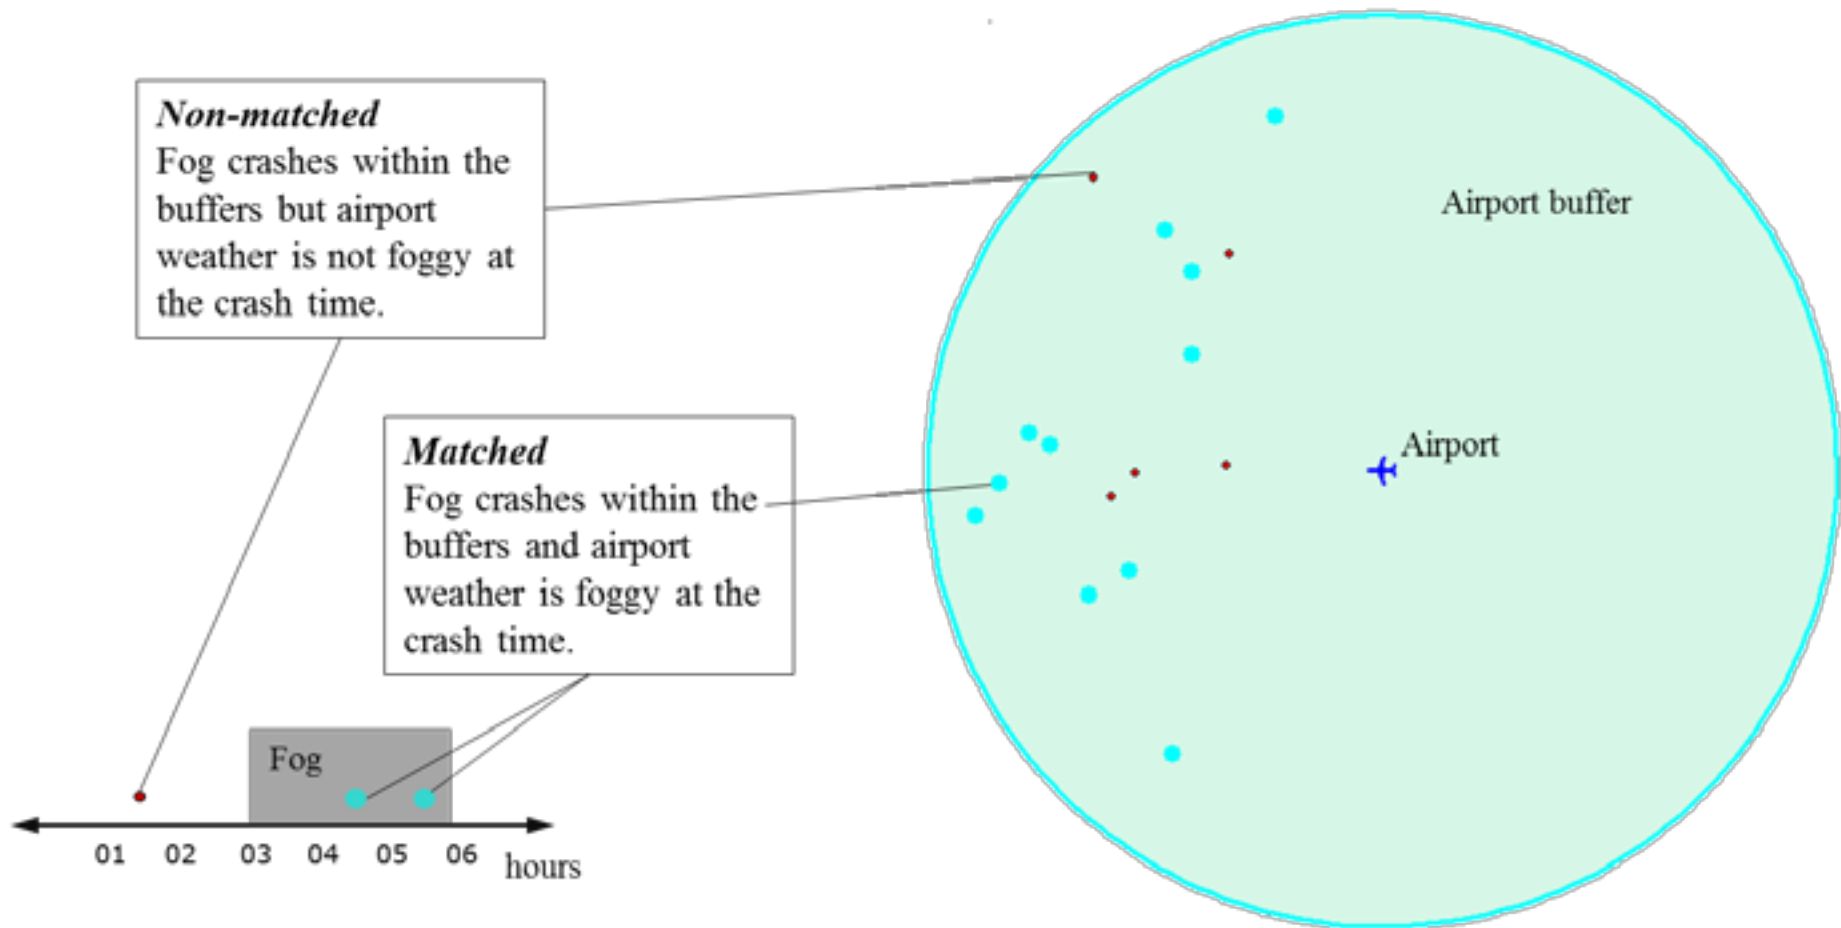 Non-matched
Fog crashes within the
buffers but airport
weather is not foggy at
the crash time.
Airport buffer
Matched
Fog crashes within the
buffers and airport
weather is foggy at the
crash time.
Airport
Fog
01 02 03 04 05 06 hours